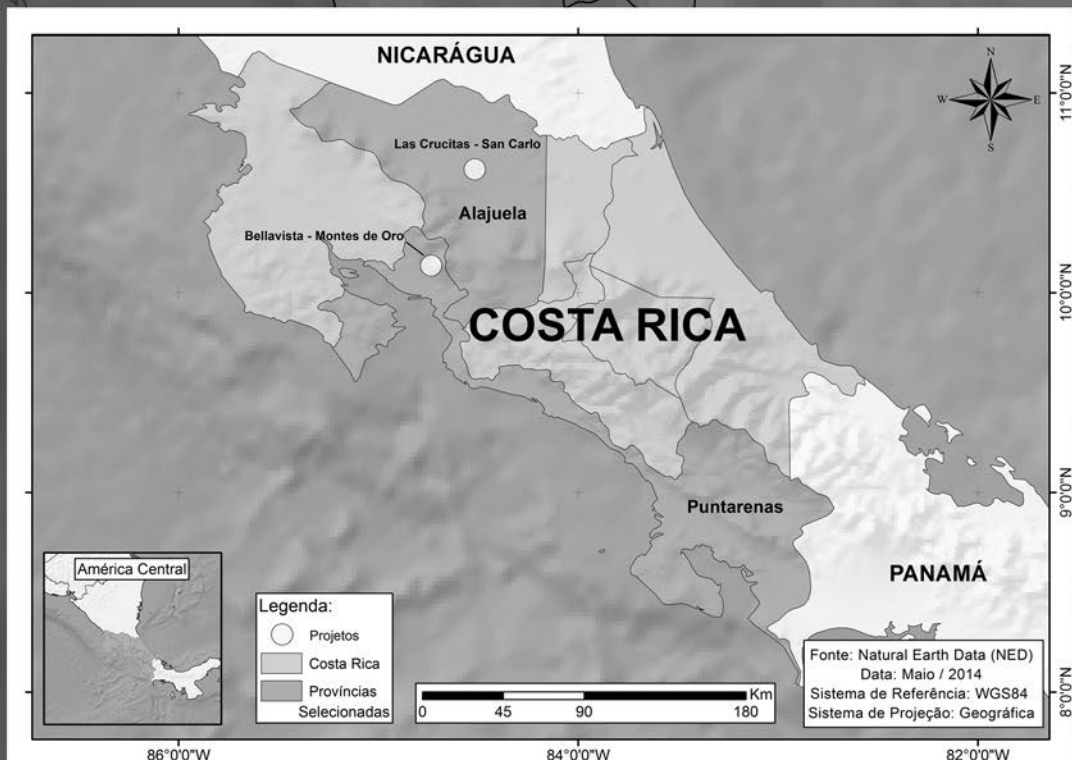 NICARÁGUA
N
W
E
S
11°0'0"N
Las Crucitas - San Carlo
Alajuela
Bellavista - Montes de Oro
10°0'0"N
COSTA RICA
9°0'0"N
Puntarenas
PANAMÁ
América Central
Legenda:
Projetos
Costa Rica
Províncias
Selecionadas
Km
0 45 90 180
Fonte: Natural Earth Data (NED)
Data: Maio / 2014
Sistema de Referência: WGS84
Sistema de Projeção: Geográfica
8°0'0"N
86°0'0"W 84°0'0"W 82°0'0"W